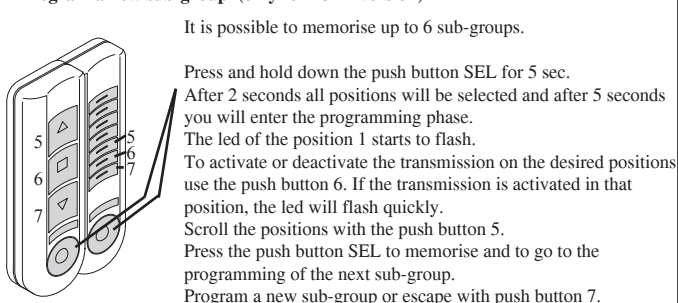 It is possible to memorise up to 6 sub-groups.
Press and hold down the push button SEL for 5 sec.
After 2 seconds all positions will be selected and after 5 seconds
you will enter the programming phase.
The led of the position 1 starts to flash.
To activate or deactivate the transmission on the desired positions
use the push button 6. If the transmission is activated in that
position, the led will flash quickly.
Scroll the positions with the push button 5.
Press the push button SEL to memorise and to go to the
programming of the next sub-group.
Program a new sub-group or escape with push button 7.
5
6
7
5
6
7